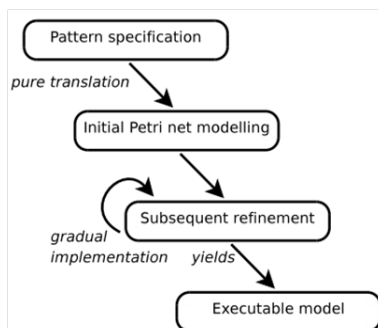 Pattern specification
pure translation
Initial Petri net modelling
Subsequent refinement
gradual
implementation yields
Executable model